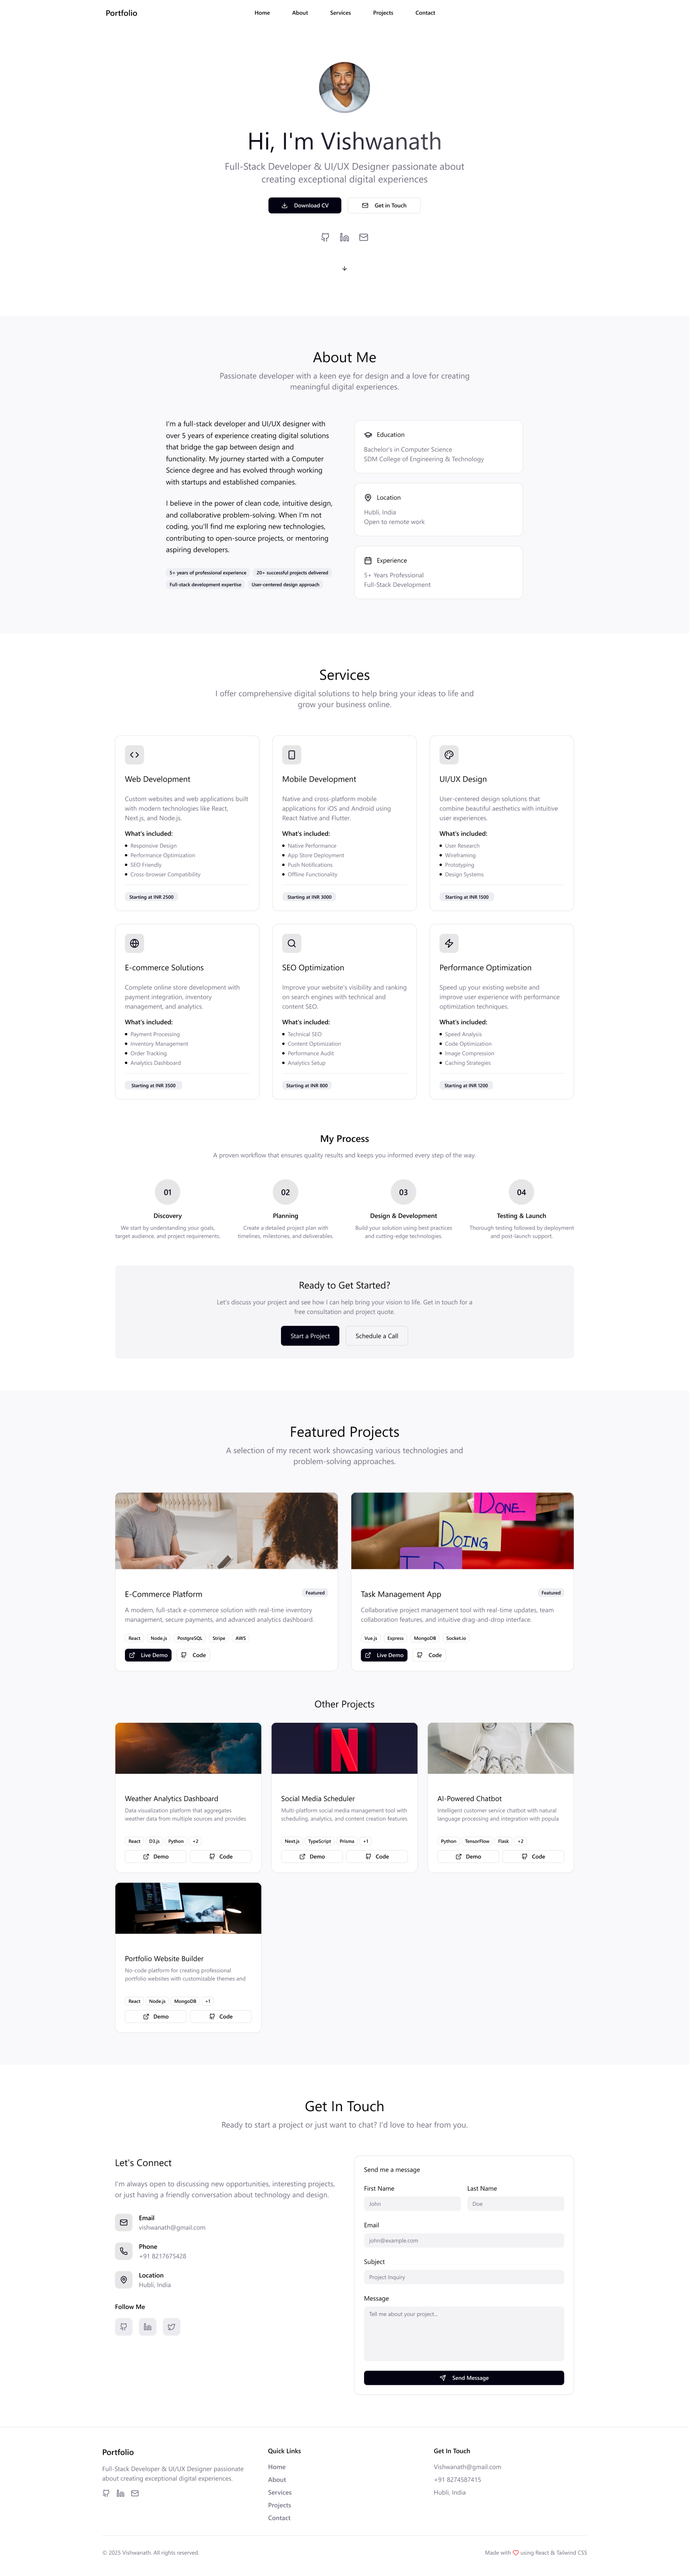 Portfolio
Home
About
Services
Projects
Contact
Hi, I'm Vishwanath
Full-Stack Developer & UI/UX Designer passionate about
creating exceptional digital experiences
Download CV
Get in Touch
About Me
Passionate developer with a keen eye for design and a love for creating
meaningful digital experiences.
I'm a full-stack developer and UI/UX designer with
over 5 years of experience creating digital solutions
that bridge the gap between design and
functionality. My journey started with a Computer
Science degree and has evolved through working
with startups and established companies.
I believe in the power of clean code, intuitive design,
and collaborative problem-solving. When I'm not
coding, you'll find me exploring new technologies,
contributing to open-source projects, or mentoring
aspiring developers.
5+ years of professional experience
20+ successful projects delivered
Full-stack development expertise
User-centered design approach
Education
Bachelor's in Computer Science
SDM College of Engineering & Technology
Location
Hubli, India
Open to remote work
Experience
5+ Years Professional
Full-Stack Development
Services
I offer comprehensive digital solutions to help bring your ideas to life and
grow your business online.
Web Development
Custom websites and web applications built
with modern technologies like React,
Next.js, and Node.js.
What's included:
Responsive Design
Performance Optimization
SEO Friendly
Cross-browser Compatibility
Starting at INR 2500
Mobile Development
Native and cross-platform mobile
applications for iOS and Android using
React Native and Flutter.
What's included:
Native Performance
App Store Deployment
Push Notifications
Offline Functionality
Starting at INR 3000
UI/UX Design
User-centered design solutions that
combine beautiful aesthetics with intuitive
user experiences.
What's included:
User Research
Wireframing
Prototyping
Design Systems
Starting at INR 1500
E-commerce Solutions
Complete online store development with
payment integration, inventory
management, and analytics.
What's included:
Payment Processing
Inventory Management
Order Tracking
Analytics Dashboard
Starting at INR 3500
SEO Optimization
Improve your website's visibility and ranking
on search engines with technical and
content SEO.
What's included:
Technical SEO
Content Optimization
Performance Audit
Analytics Setup
Starting at INR 800
Performance Optimization
Speed up your existing website and
improve user experience with performance
optimization techniques.
What's included:
Speed Analysis
Code Optimization
Image Compression
Caching Strategies
Starting at INR 1200
My Process
A proven workflow that ensures quality results and keeps you informed every step of the way.
01
Discovery
We start by understanding your goals,
target audience, and project requirements.
02
Planning
Create a detailed project plan with
timelines, milestones, and deliverables.
03
Design & Development
Build your solution using best practices
and cutting-edge technologies.
04
Testing & Launch
Thorough testing followed by deployment
and post-launch support.
Ready to Get Started?
Let's discuss your project and see how I can help bring your vision to life. Get in touch for a
free consultation and project quote.
Start a Project
Schedule a Call
Featured Projects
A selection of my recent work showcasing various technologies and
problem-solving approaches.
E-Commerce Platform
Featured
A modern, full-stack e-commerce solution with real-time inventory
management, secure payments, and advanced analytics dashboard.
React
Node.js
PostgreSQL
Stripe
AWS
Live Demo
Code
DONE
DOING
Task Management App
Featured
Collaborative project management tool with real-time updates, team
collaboration features, and intuitive drag-and-drop interface.
Vue.js
Express
MongoDB
Socket.io
Live Demo
Code
Other Projects
Weather Analytics Dashboard
Data visualization platform that aggregates
weather data from multiple sources and provides
React
D3.js
Python
+2
Demo
Code
N
Social Media Scheduler
Multi-platform social media management tool with
scheduling, analytics, and content creation features
Next.js
TypeScript
Prisma
+1
Demo
Code
AI-Powered Chatbot
Intelligent customer service chatbot with natural
language processing and integration with popula
Python
TensorFlow
Flask
+2
Demo
Code
Portfolio Website Builder
No-code platform for creating professional
portfolio websites with customizable themes and
React
Node.js
MongoDB
+1
Demo
Code
Get In Touch
Ready to start a project or just want to chat? I'd love to hear from you.
Let's Connect
I'm always open to discussing new opportunities, interesting projects,
or just having a friendly conversation about technology and design.
Email
vishwanath@gmail.com
Phone
+91 8217675428
Location
Hubli, India
Follow Me
Send me a message
First Name
Last Name
John
Doe
Email
john@example.com
Subject
Project Inquiry
Message
Tell me about your project...
Send Message
Portfolio
Full-Stack Developer & UI/UX Designer passionate
about creating exceptional digital experiences.
Quick Links
Home
About
Services
Projects
Contact
Get In Touch
Vishwanath@gmail.com
+91 8274587415
Hubli, India
© 2025 Vishwanath. All rights reserved.
Made with ❤ using React & Tailwind CSS